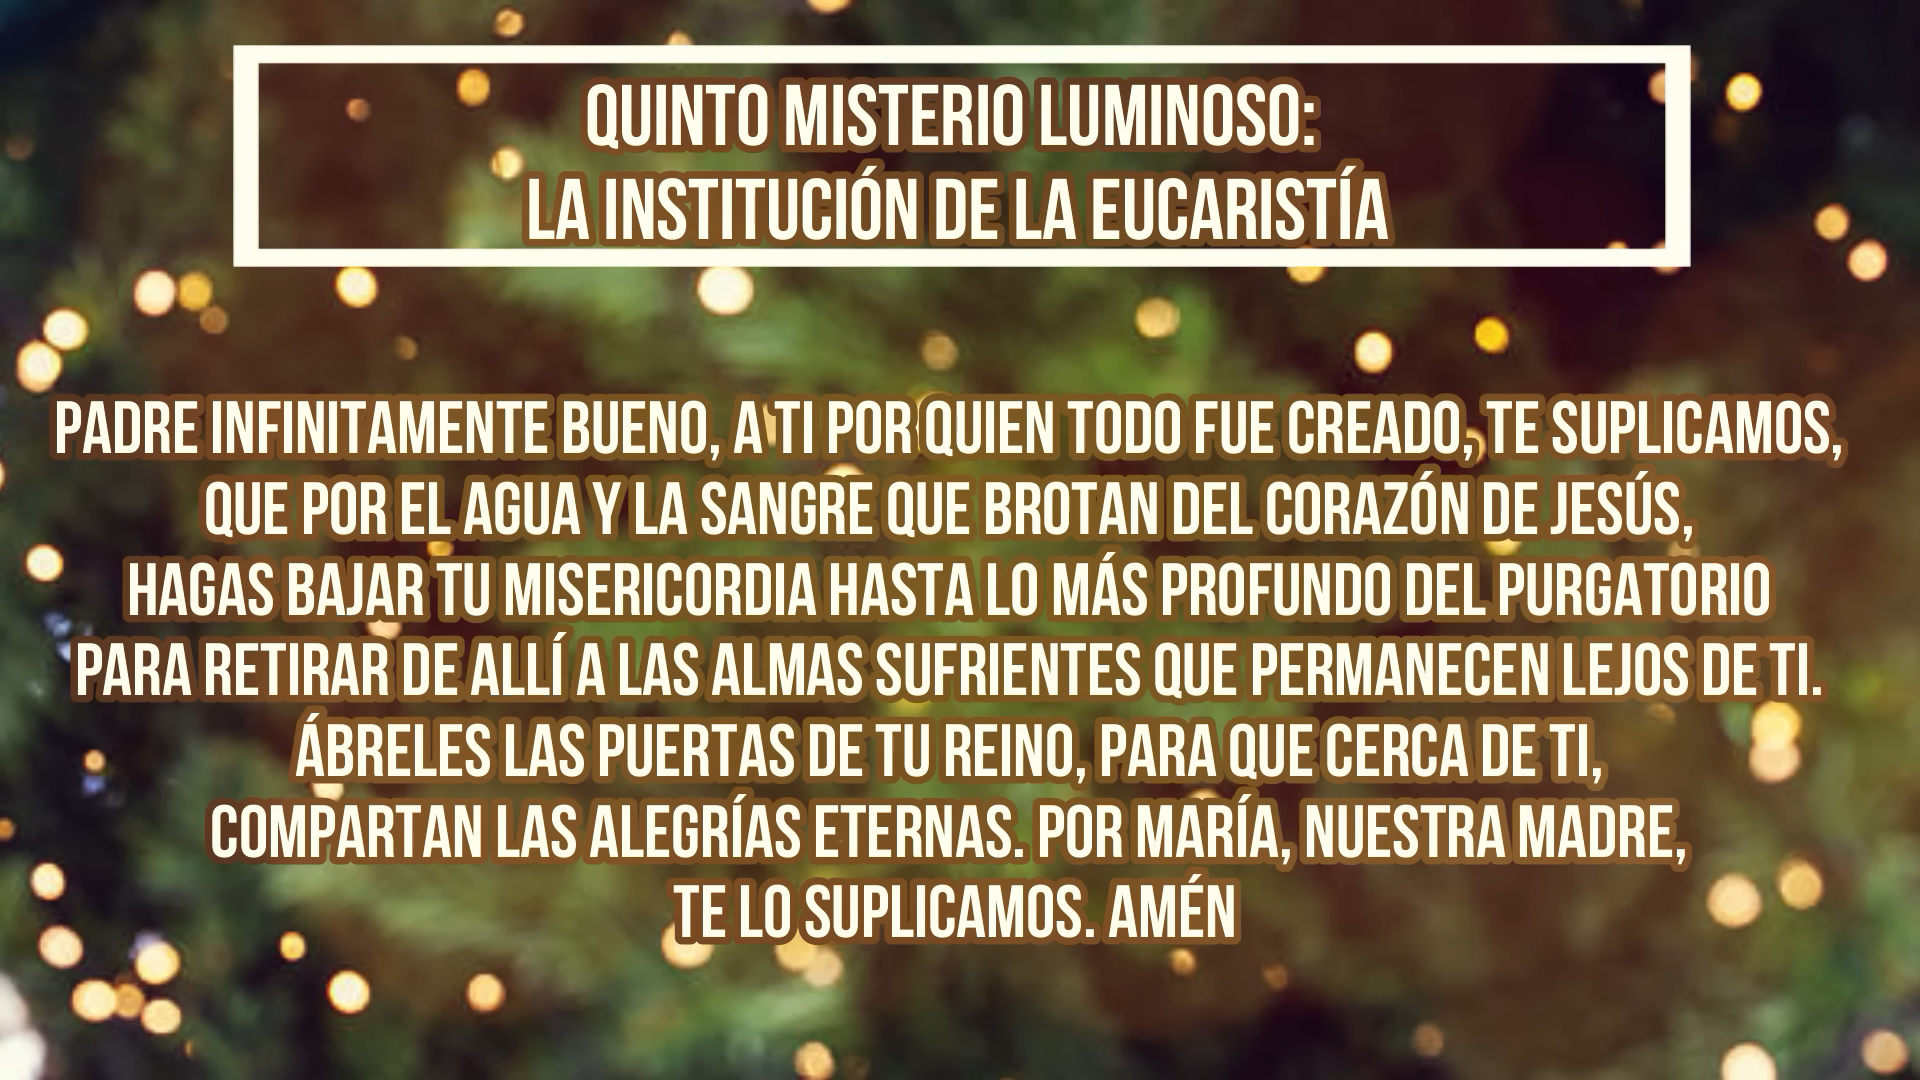 QUINTO MISTERIO LUMINOSO:
LA INSTITUCIÓN DE LA EUCARISTÍA
PADRE INFINITAMENTE BUENO, A TI POR QUIEN TODO FUE CREADO, TE SUPLICAMOS,
QUE POR EL AGUA Y LA SANGRE QUE BROTAN DEL CORAZÓN DE JESÚS,
HAGAS BAJAR TU MISERICORDIA HASTA LO MÁS PROFUNDO DEL PURGATORIO
PARA RETIRAR DE ALLÍ A LAS ALMAS SUFRIENTES QUE PERMANECEN LEJOS DE TI.
ÁBRELES LAS PUERTAS DE TU REINO, PARA QUE CERCA DE TI,
COMPARTAN LAS ALEGRÍAS ETERNAS. POR MARÍA, NUESTRA MADRE,
TE LO SUPLICAMOS. AMÉN